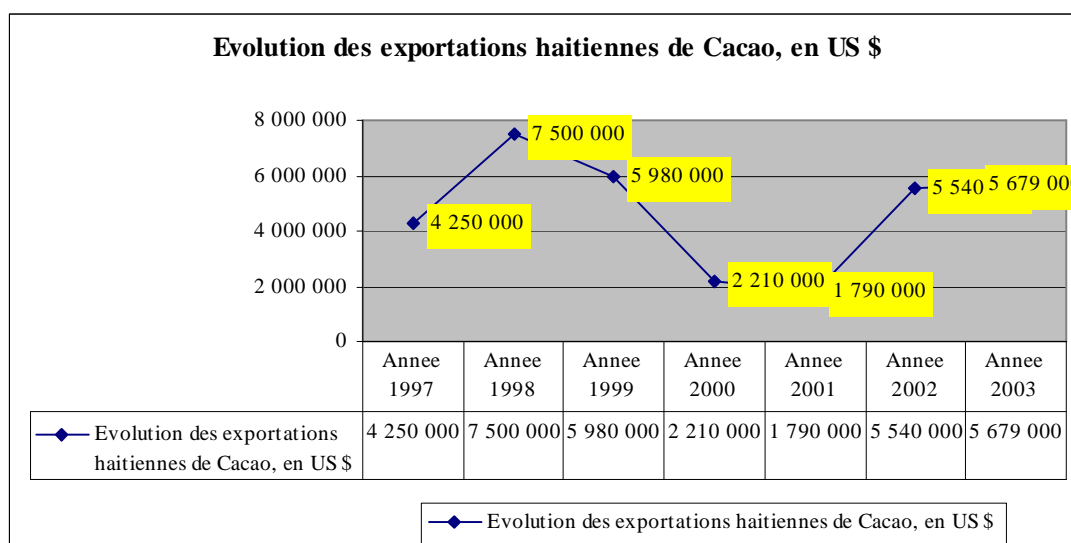 Evolution des exportations haitiennes de Cacao, en US $
8 000 000
6 000 000
4 000 000
2 000 000
0
7 500 000
5 980 000
5 540
5 679 000
4 250 000
2 210 000
1 790 000
Annee 1997
Annee 1998
Annee 1999
Annee 2000
Annee 2001
Annee 2002
Annee 2003
Evolution des exportations
haitiennes de Cacao, en US $
4 250 000 7 500 000 5 980 000 2 210 000 1 790 000 5 540 000 5 679 000
Evolution des exportations haitiennes de Cacao, en US $